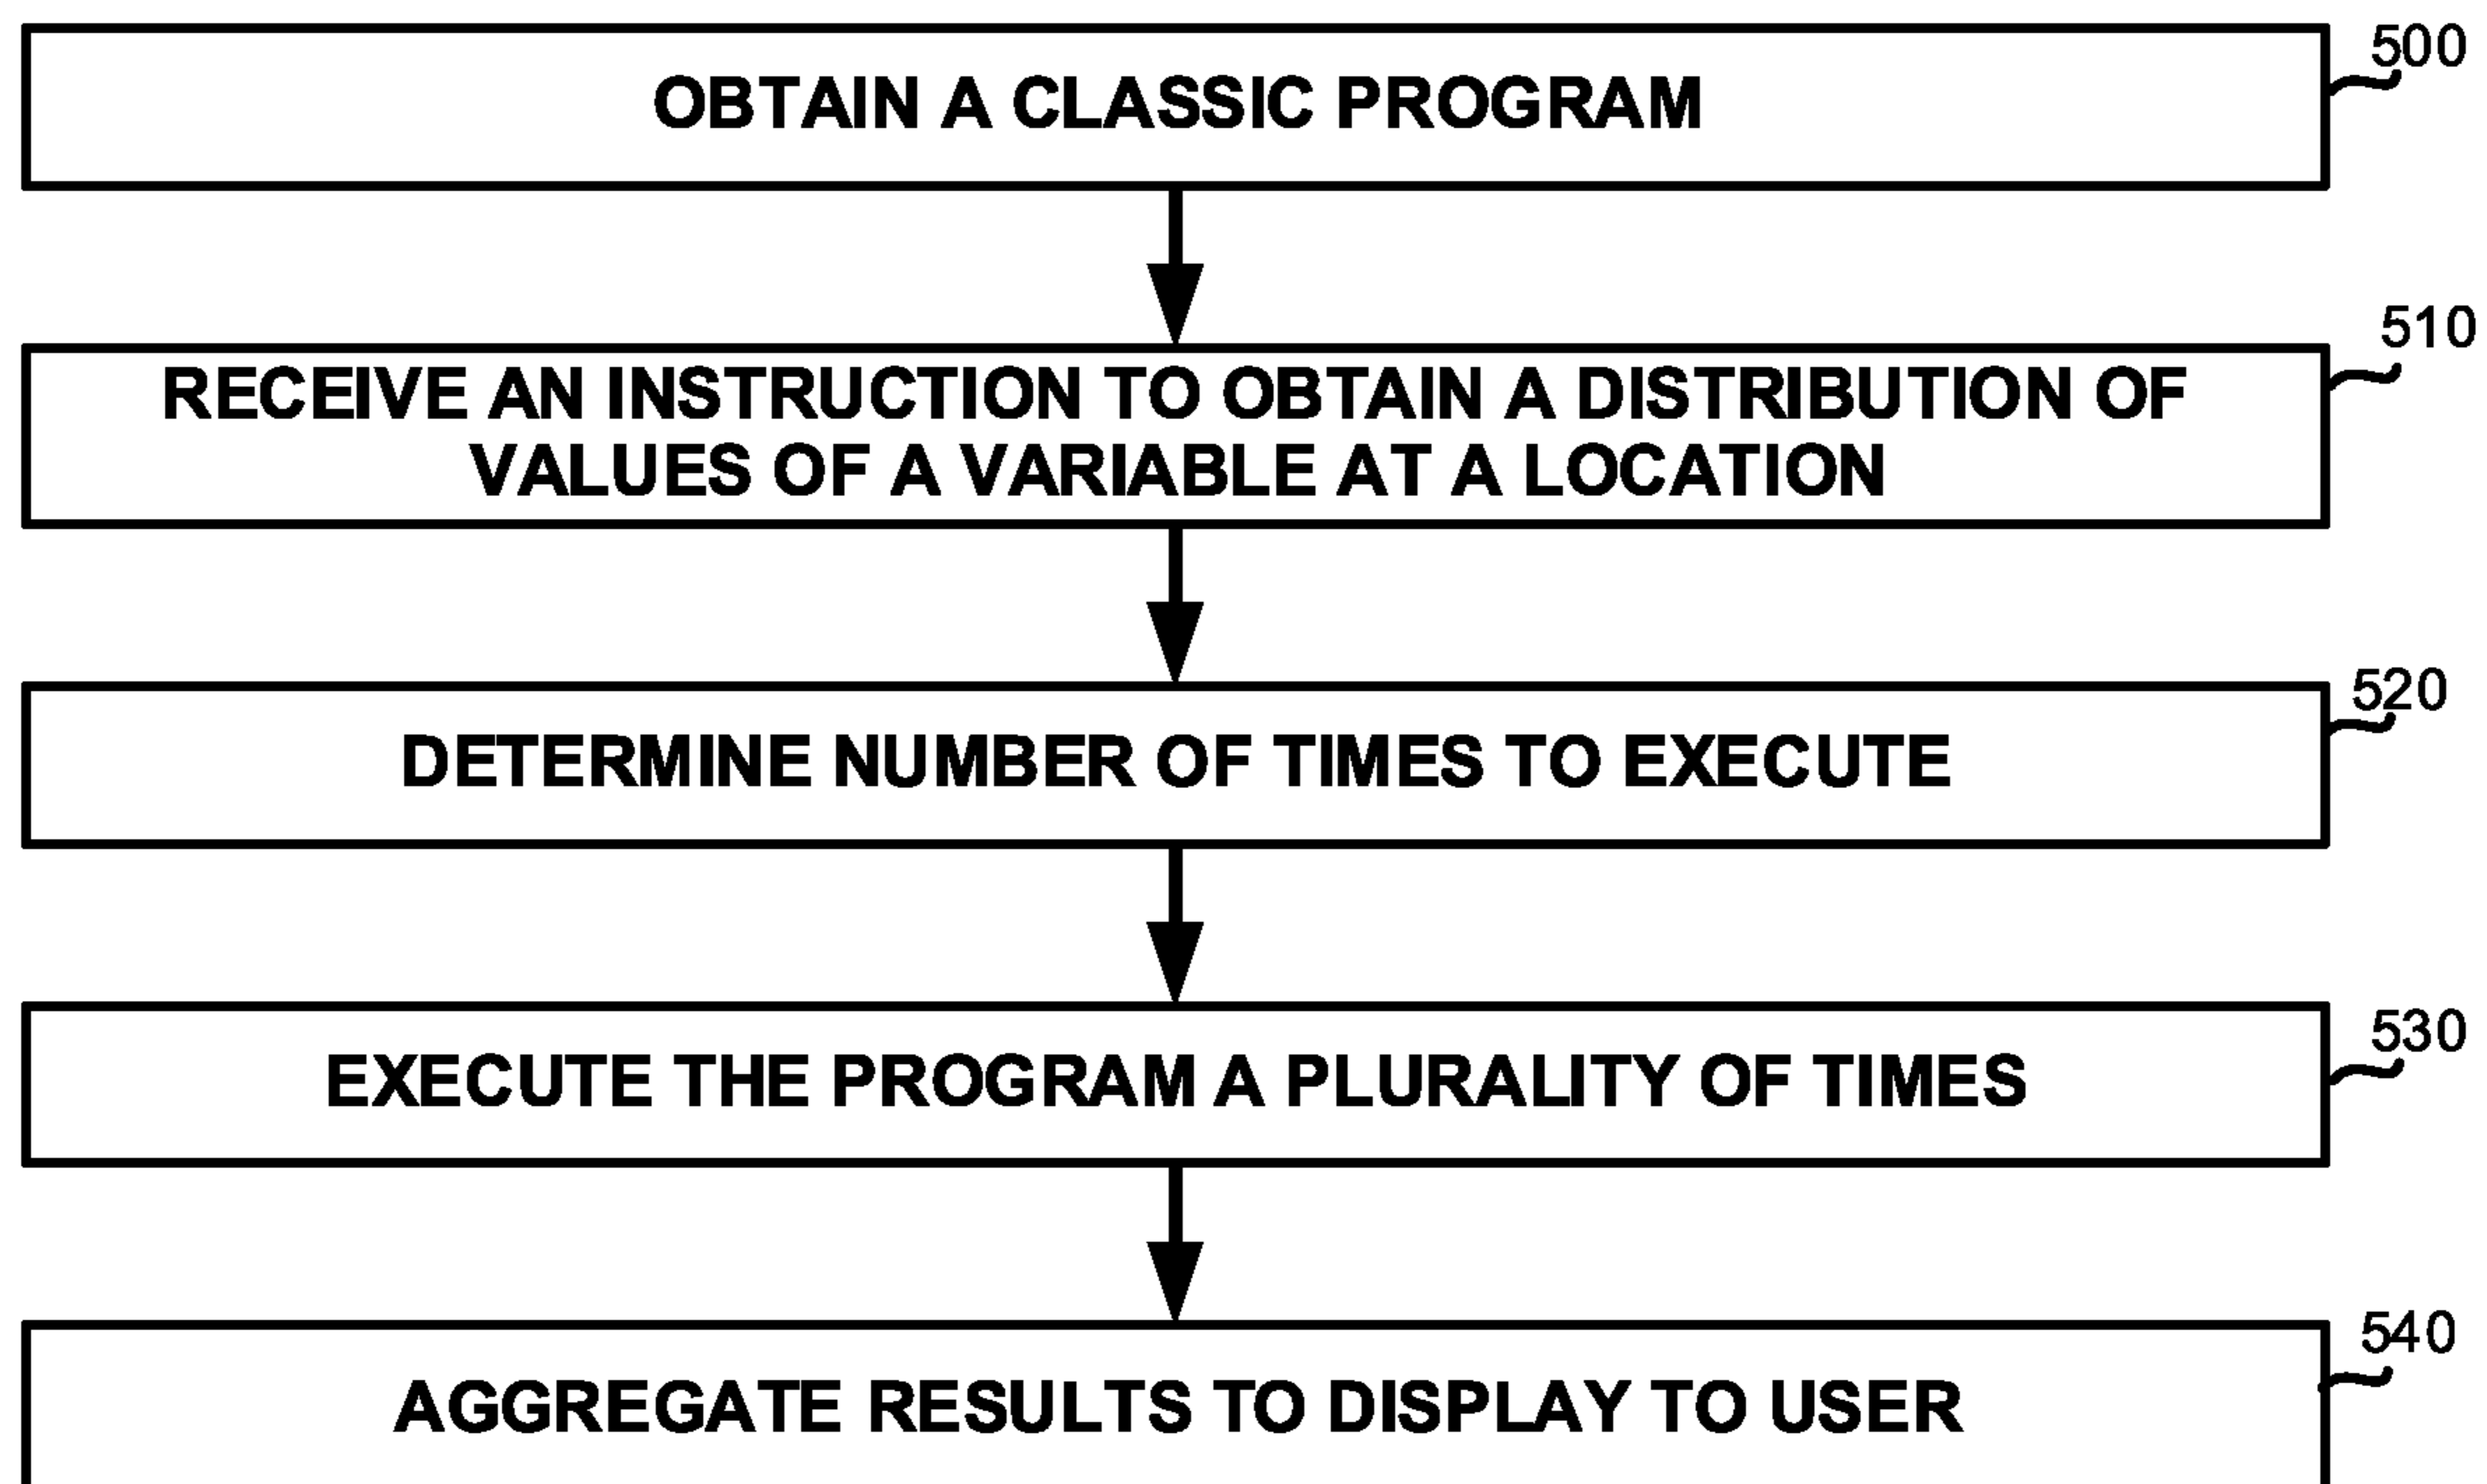 500
OBTAIN A CLASSIC PROGRAM
510
RECEIVE AN INSTRUCTION TO OBTAIN A DISTRIBUTION OF
VALUES OF A VARIABLE AT A LOCATION
520
DETERMINE NUMBER OF TIMES TO EXECUTE
530
EXECUTE THE PROGRAM A PLURALITY OF TIMES
540
AGGREGATE RESULTS TO DISPLAY TO USER